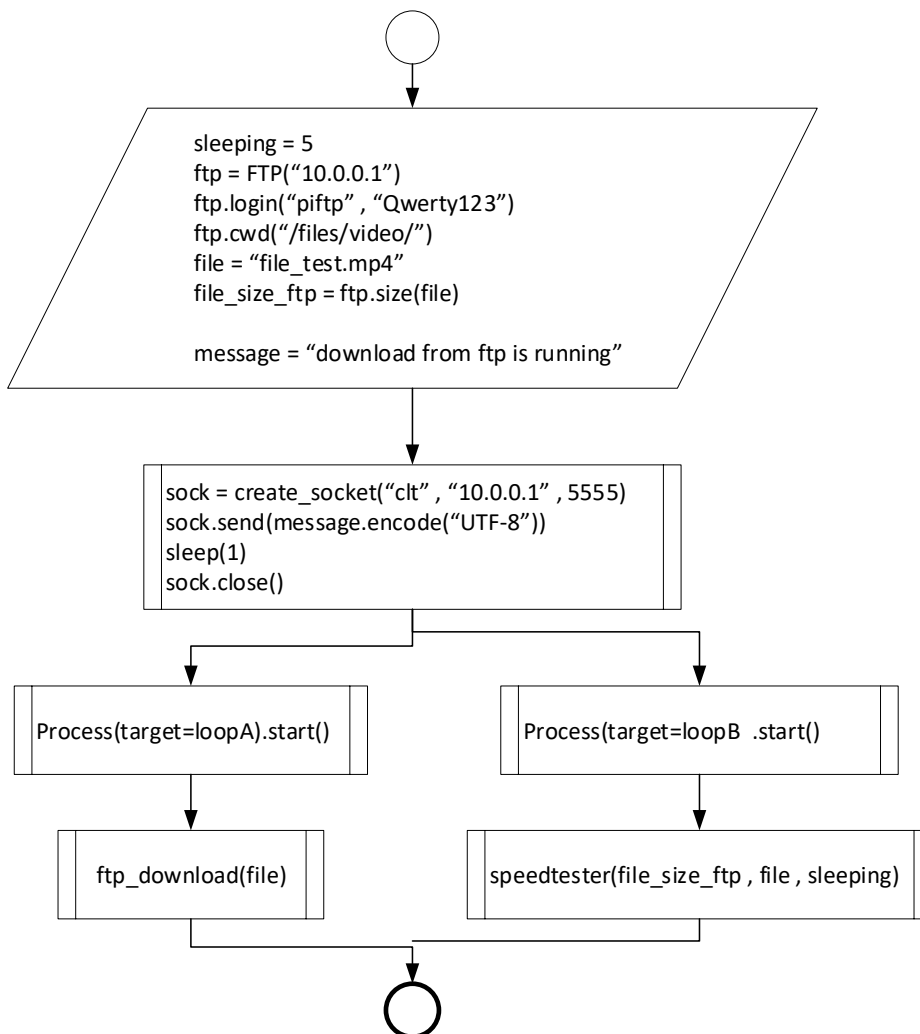 sleeping = 5
ftp = FTP(“10.0.0.1”)
ftp.login(“piftp” , “Qwerty123”)
ftp.cwd(“/files/video/”)
file = “file_test.mp4”
file_size_ftp = ftp.size(file)
message = “download from ftp is running”
sock = create_socket(“clt” , “10.0.0.1” , 5555)
sock.send(message.encode(“UTF-8”))
sleep(1)
sock.close()
Process(target=loopA).start()
Process(target=loopB  .start()
ftp_download(file)
speedtester(file_size_ftp , file , sleeping)